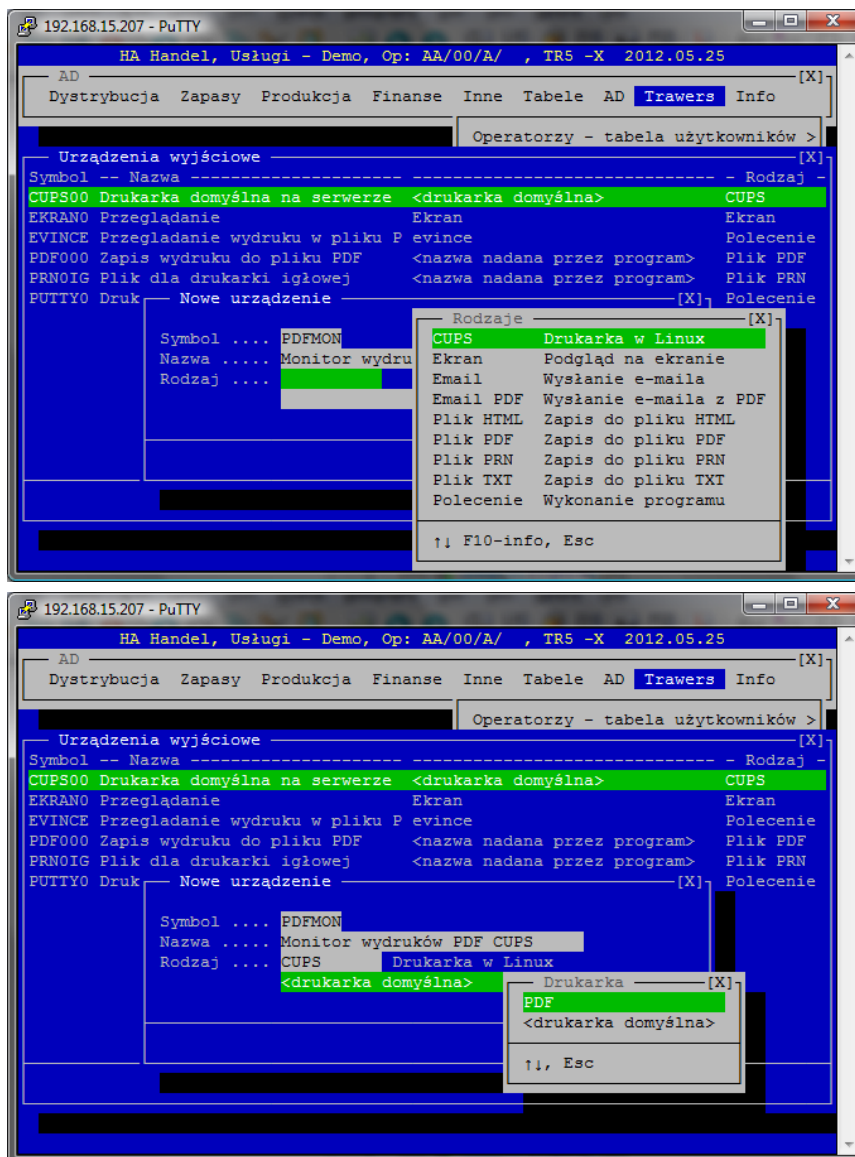 192.168.15.207 - PuTTY
HA Handel, Usługi - Demo, Op: AA/00/A/ , TR5 -X 2012.05.25
AD [X]
Dystrybucja Zapasy Produkcja Finanse Inne Tabele AD Trawers Info
Operatorzy - tabela użytkowników >
Urządzenia wyjściowe [X]
Symbol -- Nazwa --------------------- ------------------------------- - Rodzaj -
CUPS00 Drukarka domyślna na serwerze <drukarka domyślna> CUPS
EKRAN0 Przeglądanie Ekran Ekran
EVINCE Przegladanie wydruku w pliku P evince Polecenie
PDF000 Zapis wydruku do pliku PDF <nazwa nadana przez program> Plik PDF
PRN0IG Plik dla drukarki igłowej <nazwa nadana przez program> Plik PRN
PUTTY0 Druk Nowe urządzenie [X] Polecenie
Rodzaje [X]
Symbol .... PDFMON CUPS Drukarka w Linux
Nazwa ..... Monitor wydru Ekran Podgląd na ekranie
Rodzaj .... Email Wysłanie e-maila
Email PDF Wysłanie e-maila z PDF
Plik HTML Zapis do pliku HTML
Plik PDF Zapis do pliku PDF
Plik PRN Zapis do pliku PRN
Plik TXT Zapis do pliku TXT
Polecenie Wykonanie programu
↑↓ F10-info, Esc
192.168.15.207 - PuTTY
HA Handel, Usługi - Demo, Op: AA/00/A/ , TR5 -X 2012.05.25
AD [X]
Dystrybucja Zapasy Produkcja Finanse Inne Tabele AD Trawers Info
Operatorzy - tabela użytkowników >
Urządzenia wyjściowe [X]
Symbol -- Nazwa --------------------- ------------------------------- - Rodzaj -
CUPS00 Drukarka domyślna na serwerze <drukarka domyślna> CUPS
EKRAN0 Przeglądanie Ekran Ekran
EVINCE Przegladanie wydruku w pliku P evince Polecenie
PDF000 Zapis wydruku do pliku PDF <nazwa nadana przez program> Plik PDF
PRN0IG Plik dla drukarki igłowej <nazwa nadana przez program> Plik PRN
PUTTY0 Druk Nowe urządzenie [X] Polecenie
Symbol .... PDFMON
Nazwa ..... Monitor wydruków PDF CUPS
Rodzaj .... CUPS Drukarka w Linux
<drukarka domyślna> Drukarka [X]
PDF
<drukarka domyślna>
↑↓, Esc